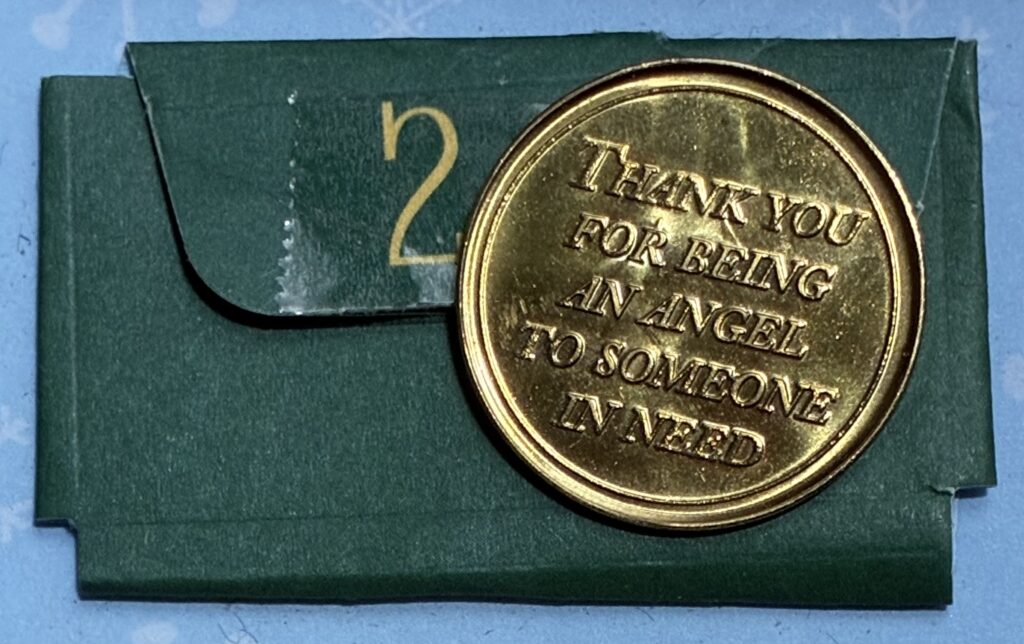 2
THANK YOU
FOR BEING
AN ANGEL
TO SOMEONE
IN NEED